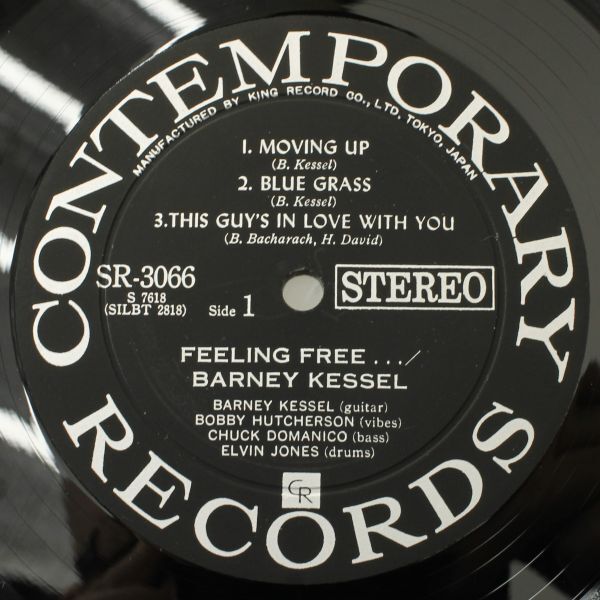 CONTEMPORARY RECORDS
MANUFACTURED BY KING RECORD CO., LTD. TOKYO, JAPAN
1. MOVING UP
(B. Kessel)
2. BLUE GRASS
(B. Kessel)
3.THIS GUY'S IN LOVE WITH YOU
(B. Bacharach, H. David)
SR-3066
S 7618
(SILBT 2818) Side 1
STEREO
FEELING FREE . . ./
BARNEY KESSEL
BARNEY KESSEL (guitar)
BOBBY HUTCHERSON (vibes)
CHUCK DOMANICO (bass)
ELVIN JONES (drums)
CR